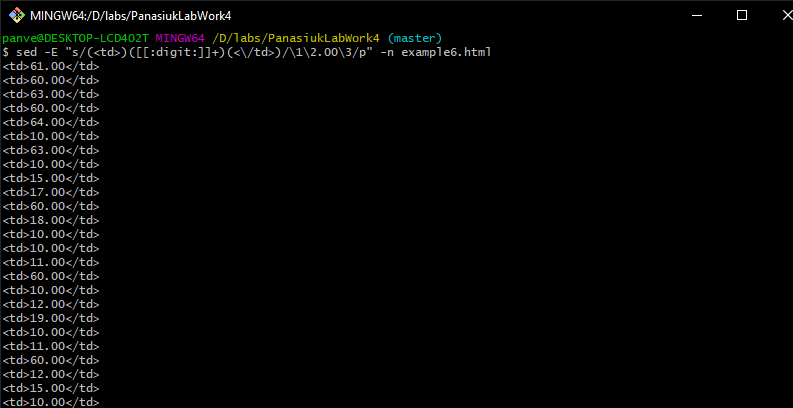 MINGW64:/D/labs/PanasiukLabWork4
panve@DESKTOP-LCD402T MINGW64 /D/labs/PanasiukLabWork4 (master)
$ sed -E "s/(<td>)([[:digit:]]+)(<\/td>)/\1\2.00\3/p" -n example6.html
<td>61.00</td>
<td>60.00</td>
<td>63.00</td>
<td>60.00</td>
<td>64.00</td>
<td>10.00</td>
<td>63.00</td>
<td>10.00</td>
<td>15.00</td>
<td>17.00</td>
<td>60.00</td>
<td>18.00</td>
<td>10.00</td>
<td>10.00</td>
<td>11.00</td>
<td>60.00</td>
<td>10.00</td>
<td>12.00</td>
<td>19.00</td>
<td>10.00</td>
<td>11.00</td>
<td>60.00</td>
<td>12.00</td>
<td>15.00</td>
<td>10.00</td>